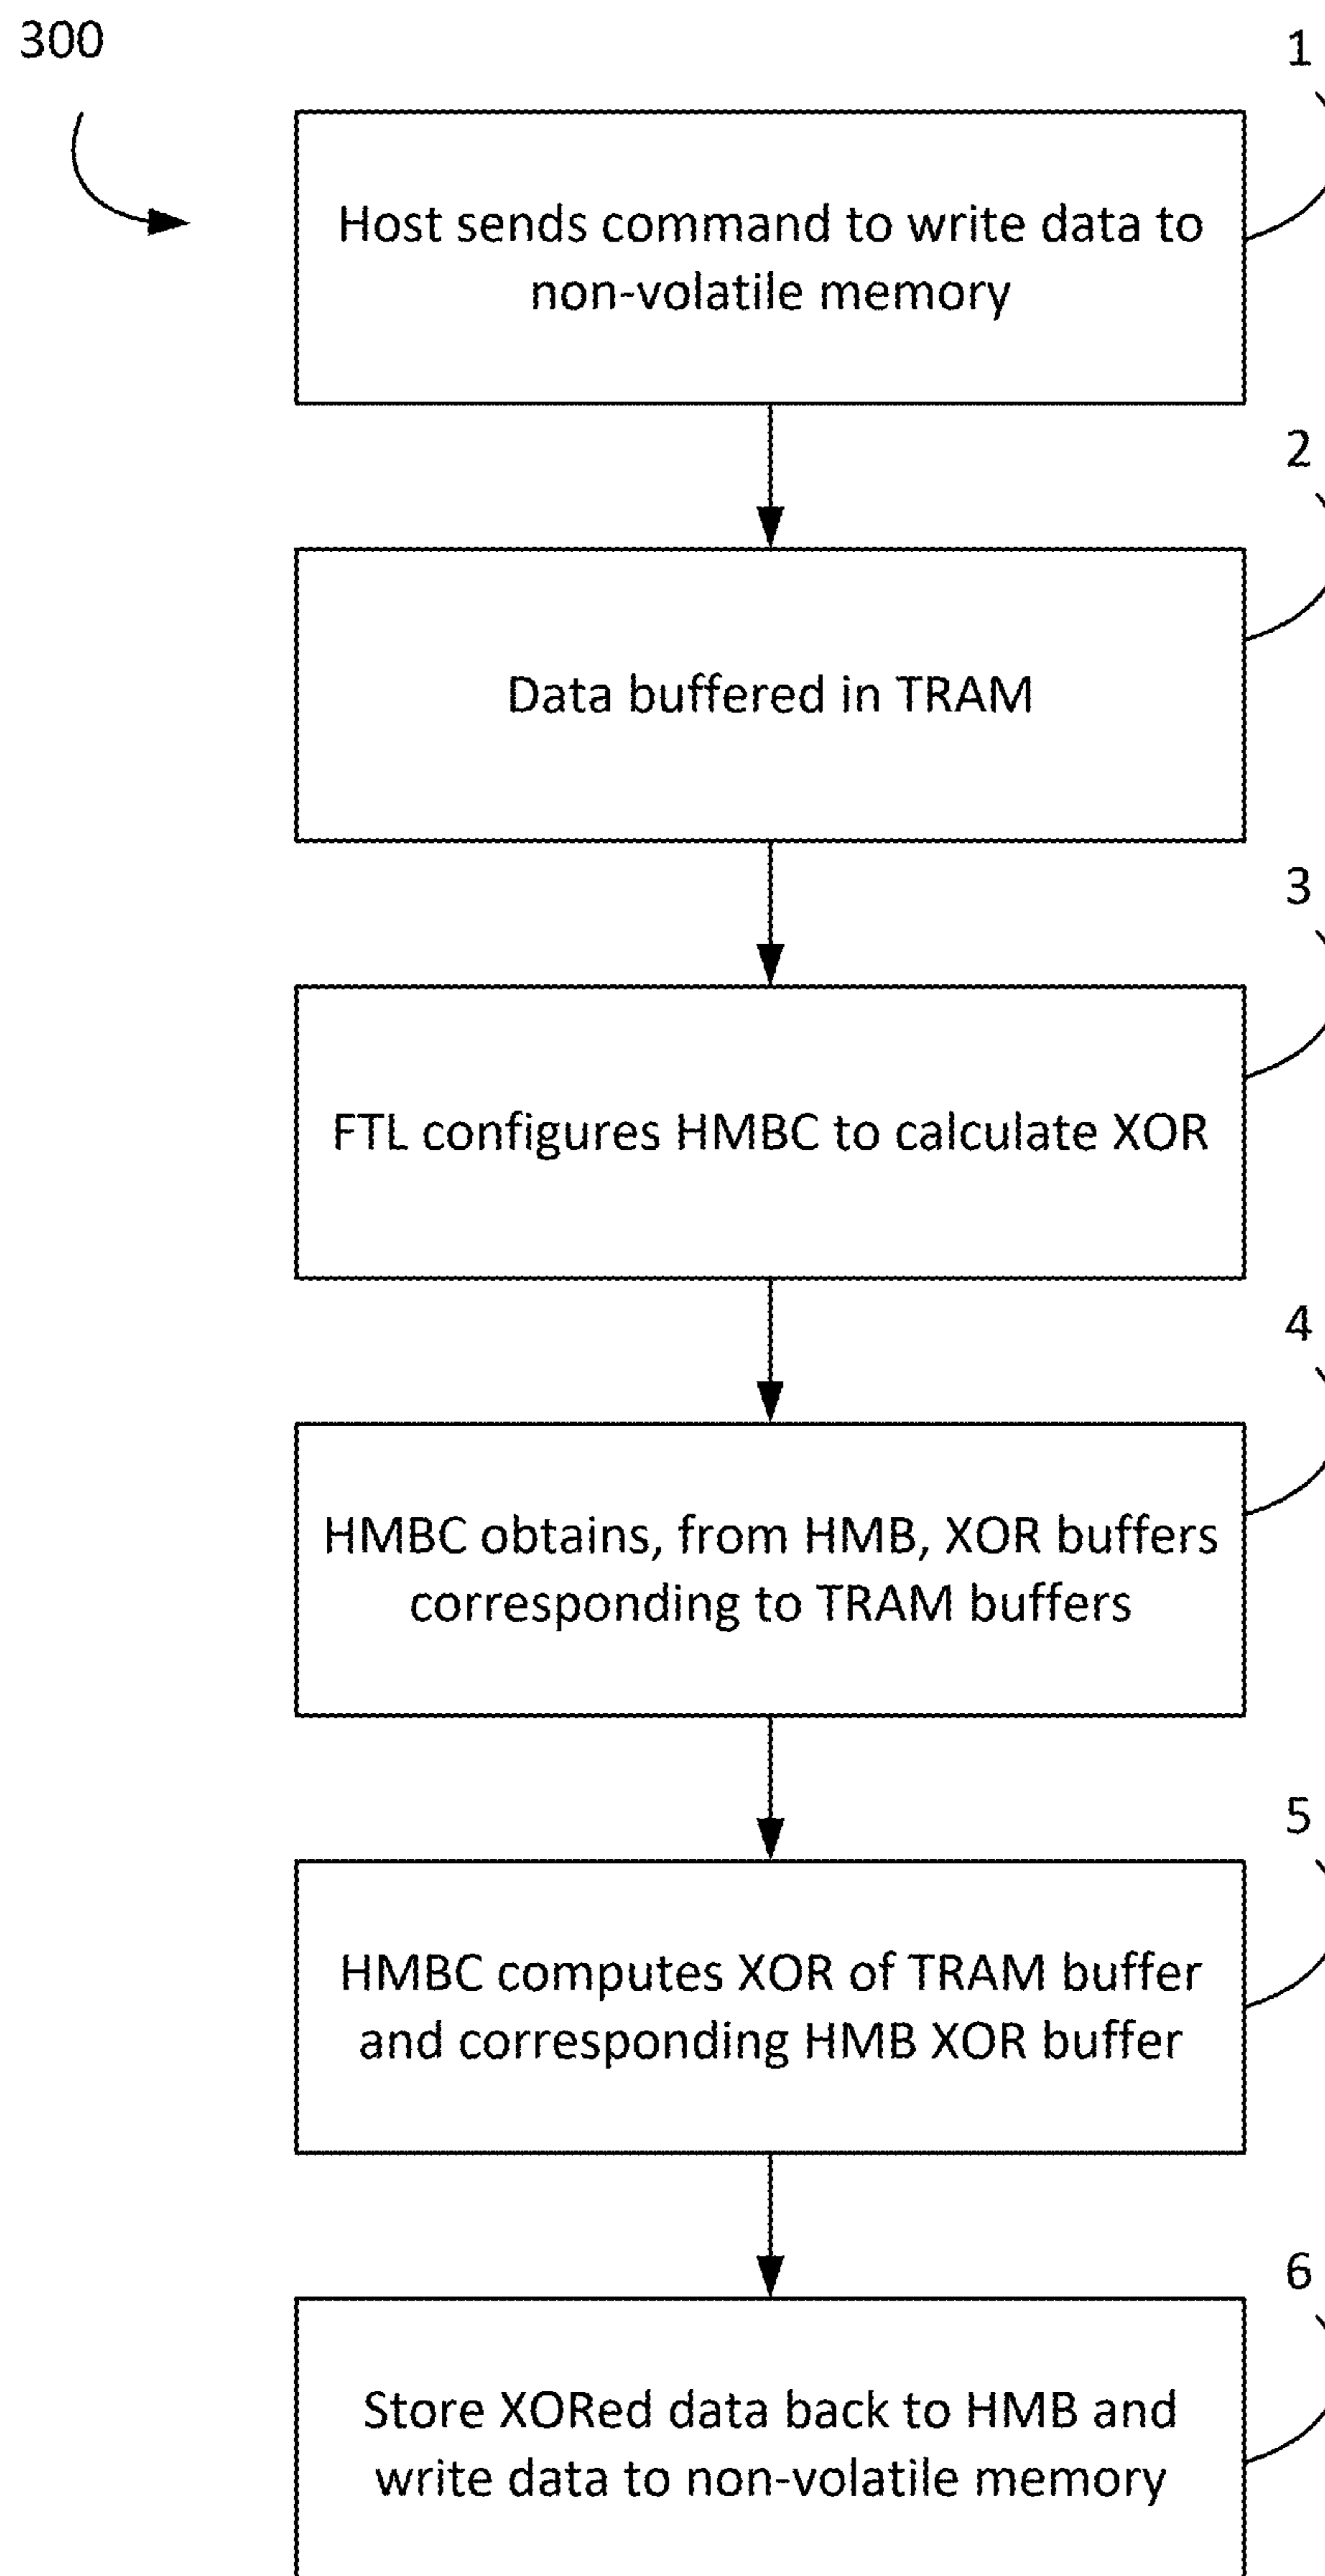 300
1
Host sends command to write data to
non-volatile memory
2
Data buffered in TRAM
3
FTL configures HMBC to calculate XOR
4
HMBC obtains, from HMB, XOR buffers
corresponding to TRAM buffers
5
HMBC computes XOR of TRAM buffer
and corresponding HMB XOR buffer
6
Store XORed data back to HMB and
write data to non-volatile memory